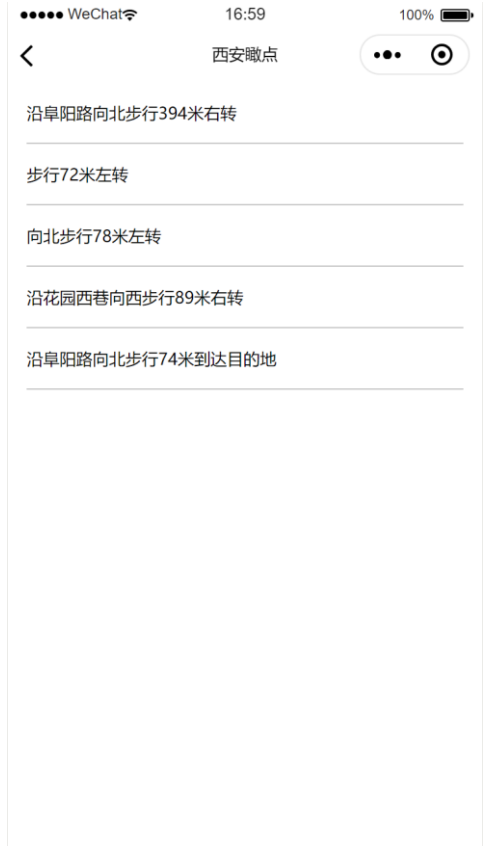 WeChat 16:59 100%
西安瞰点
沿阜阳路向北步行394米右转
步行72米左转
向北步行78米左转
沿花园西巷向西步行89米右转
沿阜阳路向北步行74米到达目的地